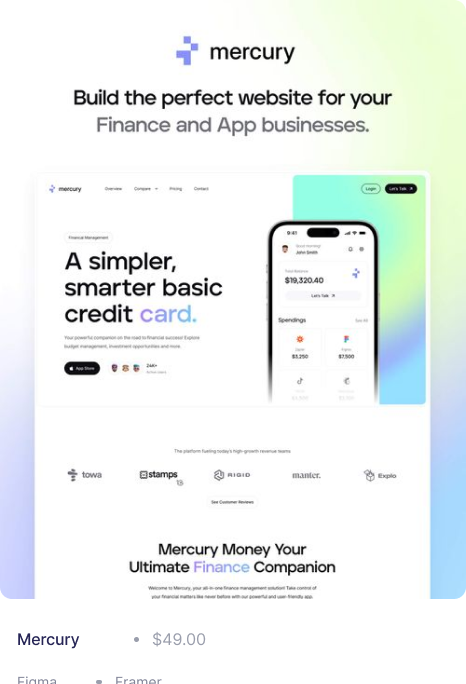 mercury
Build the perfect website for your
Finance and App businesses.
mercury Overview Compare Pricing Contact Login Let's Talk
Financial Management
A simpler,
smarter basic
credit card.
Your powerful companion on the road to financial success! Explore
budget management, investment opportunities and more.
App Store 24K+
Active Users
9:41
Good morning!
John Smith
Total Balance
$19,320.40
Let's Talk
Spendings See All
$3,250 $7,500
The platform fueling today's high-growth revenue teams
towa stamps RIGID manter. Explo
See Customer Reviews
Mercury Money Your
Ultimate Finance Companion
Welcome to Mercury, your all-in-one finance management solution! Take control of
your financial matters like never before with our powerful and user-friendly app.
Mercury • $49.00
Figma • Framer